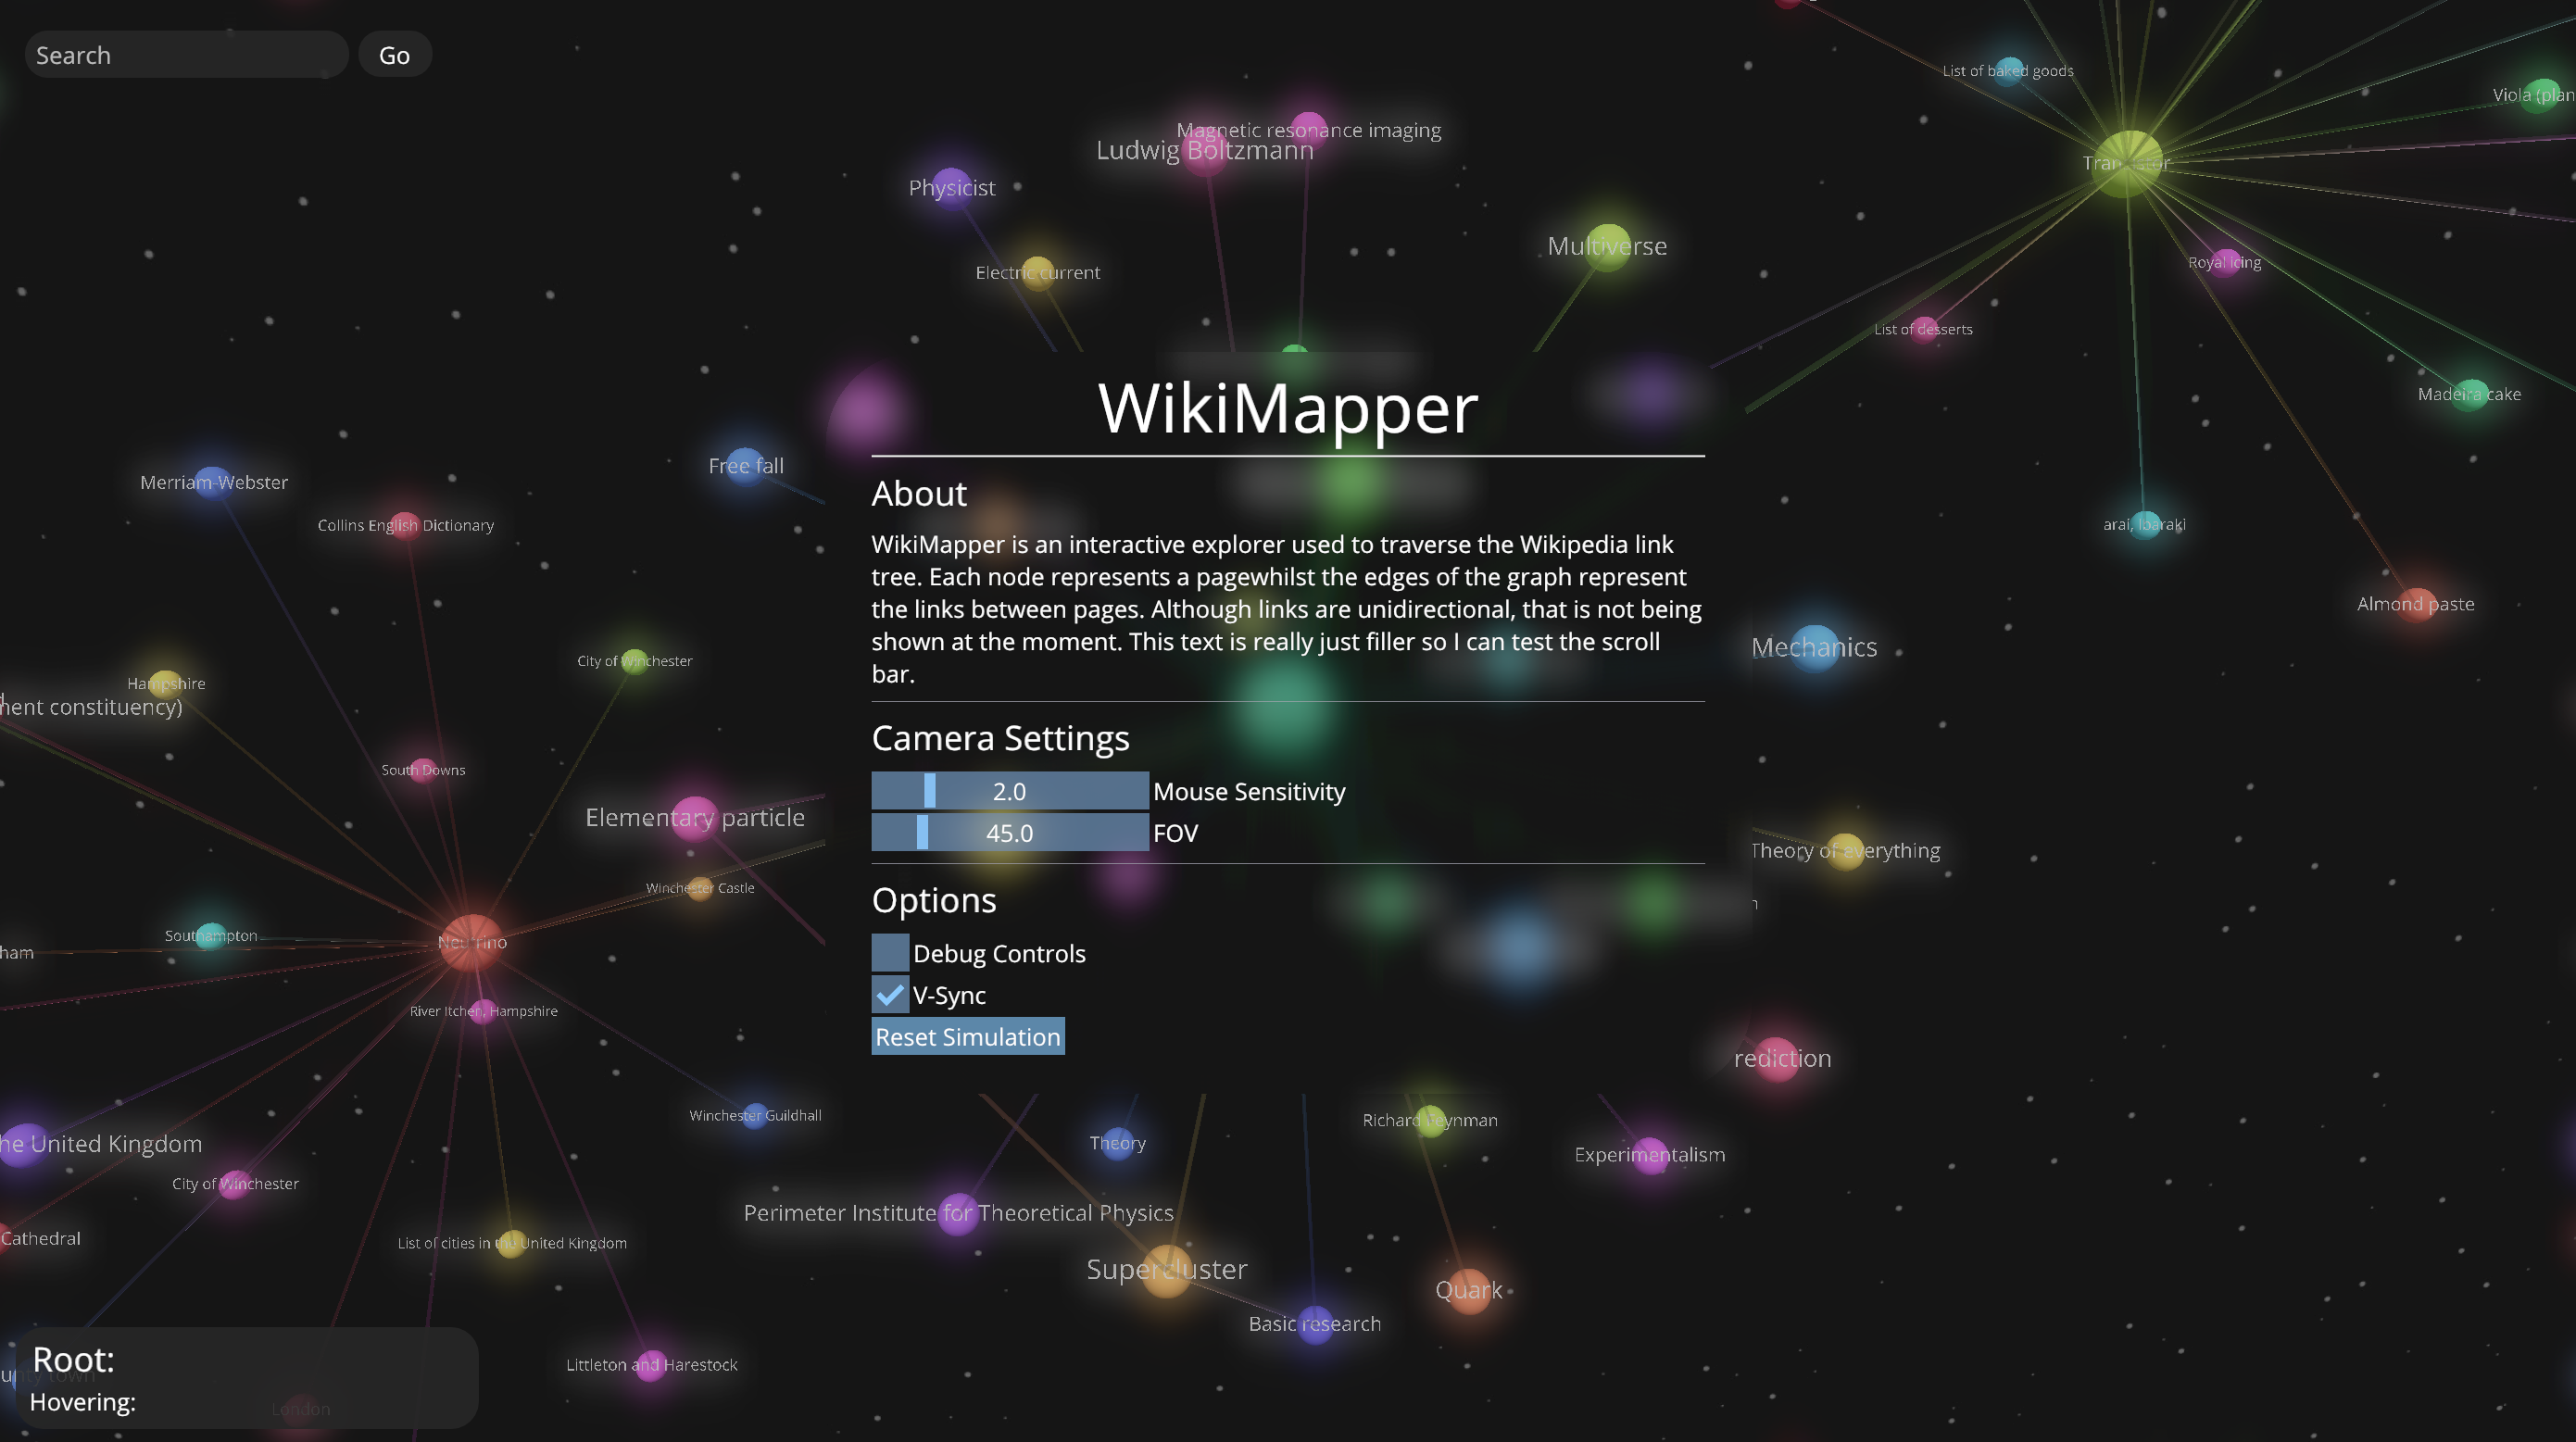 Search
Go
List of baked goods
Viola (plan
Magnetic resonance imaging
Ludwig Boltzmann
Physicist
Multiverse
Electric current
Royal icing
List of desserts
Madeira cake
WikiMapper
Merriam-Webster
Collins English Dictionary
Free fall
About
WikiMapper is an interactive explorer used to traverse the Wikipedia link
tree. Each node represents a pagewhilst the edges of the graph represent
the links between pages. Although links are unidirectional, that is not being
shown at the moment. This text is really just filler so I can test the scroll
bar.
arai, Ibaraki
Almond paste
Mechanics
City of Winchester
Hampshire
nent constituency)
Camera Settings
South Downs
2.0
Mouse Sensitivity
45.0
FOV
Elementary particle
Theory of everything
Winchester Castle
Options
Southampton
Neutrino
ham
Debug Controls
V-Sync
Reset Simulation
River Itchen, Hampshire
rediction
Winchester Guildhall
Theory
Richard Feynman
Experimentalism
he United Kingdom
City of Winchester
Perimeter Institute for Theoretical Physics
Cathedral
List of cities in the United Kingdom
Supercluster
Quark
Basic research
Littleton and Harestock
Root:
unty town
Hovering:
London